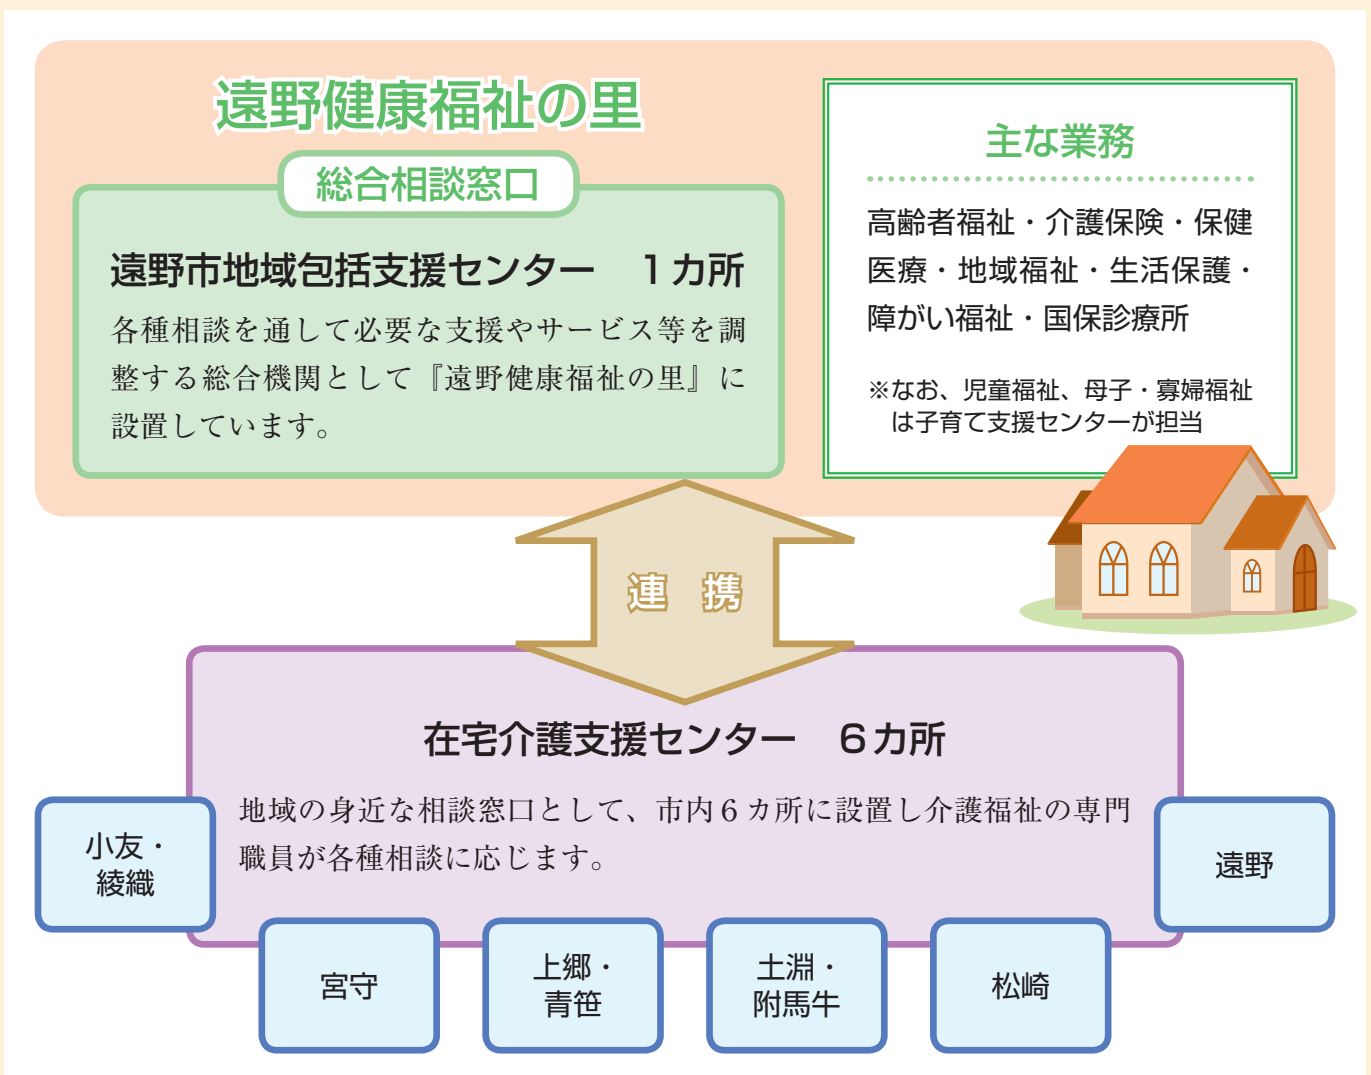 遠野健康福祉の里
総合相談窓口
遠野市地域包括支援センター　１カ所
各種相談を通して必要な支援やサービス等を調
整する総合機関として『遠野健康福祉の里』に
設置しています。
主な業務
高齢者福祉・介護保険・保健
医療・地域福祉・生活保護・
障がい福祉・国保診療所
※なお、児童福祉、母子・寡婦福祉
は子育て支援センターが担当
連　携
在宅介護支援センター　６カ所
地域の身近な相談窓口として、市内６カ所に設置し介護福祉の専門
職員が各種相談に応じます。
小友・
綾織
宮守
上郷・
青笹
土淵・
附馬牛
松崎
遠野